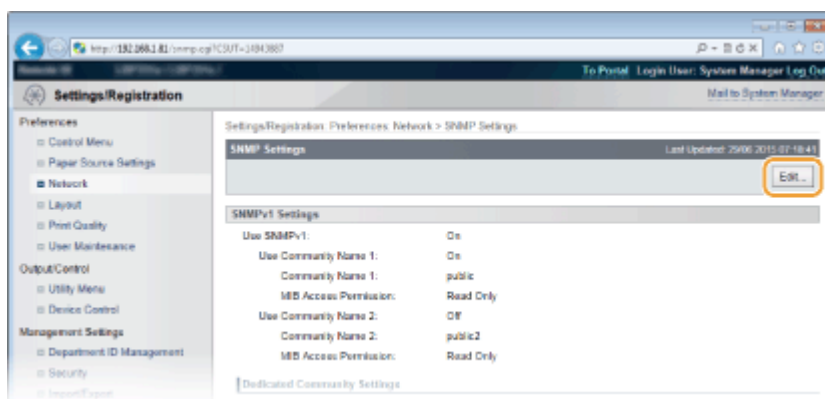 http://192.168.1.81/snmp.cgi?CSUT=14943887
To Portal Login User: System Manager Log Ou
Settings/Registration
Mail to System Manager
Preferences
Control Menu
Paper Source Settings
Network
Layout
Print Quality
User Maintenance
Output/Control
Utility Menu
Device Control
Management Settings
Department ID Management
Security
Import/Export
Settings/Registration: Preferences: Network > SNMP Settings
SNMP Settings
Last Updated: 29/06 2015 07:18:41
Edit...
SNMPv1 Settings
Use SNMPv1: On
Use Community Name 1: On
Community Name 1: public
MIB Access Permission: Read Only
Use Community Name 2: Off
Community Name 2: public2
MIB Access Permission: Read Only
Dedicated Community Settings